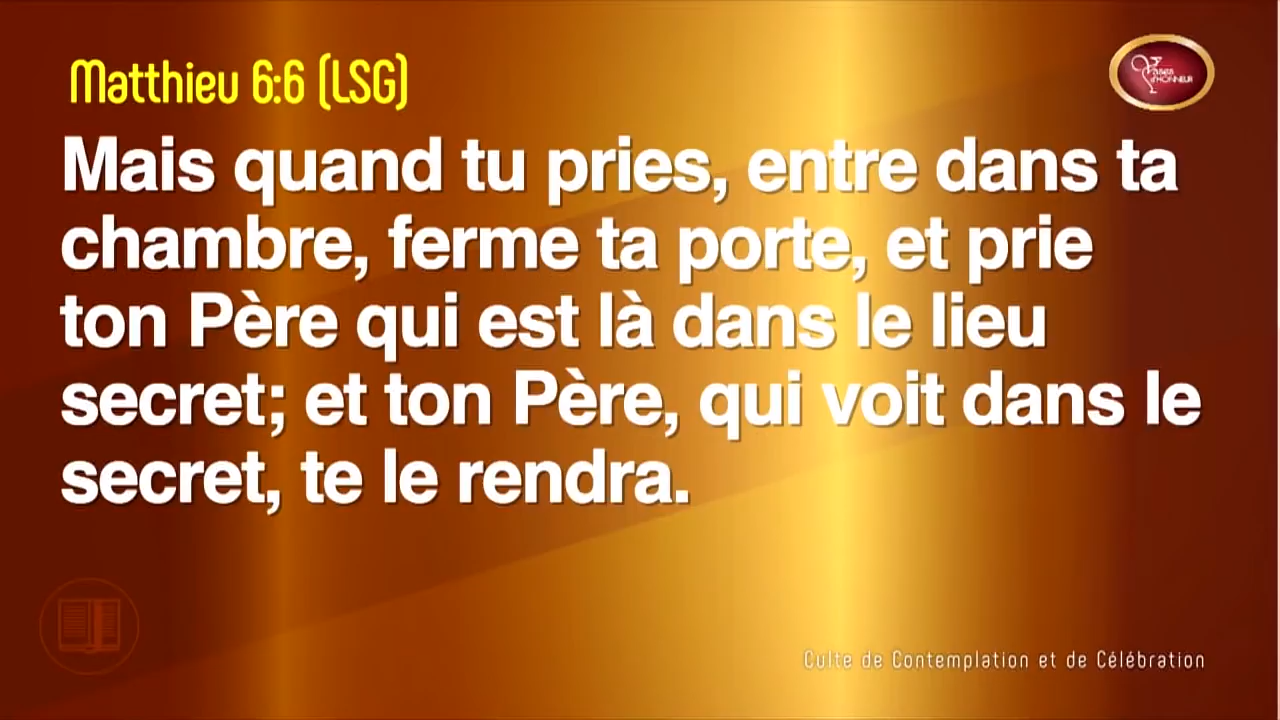 Matthieu 6:6 (LSG)
Vases
d'HONNEUR
Mais quand tu pries, entre dans ta
chambre, ferme ta porte, et prie
ton Père qui est là dans le lieu
secret; et ton Père, qui voit dans le
secret, te le rendra.
Culte de Contemplation et de Célébration